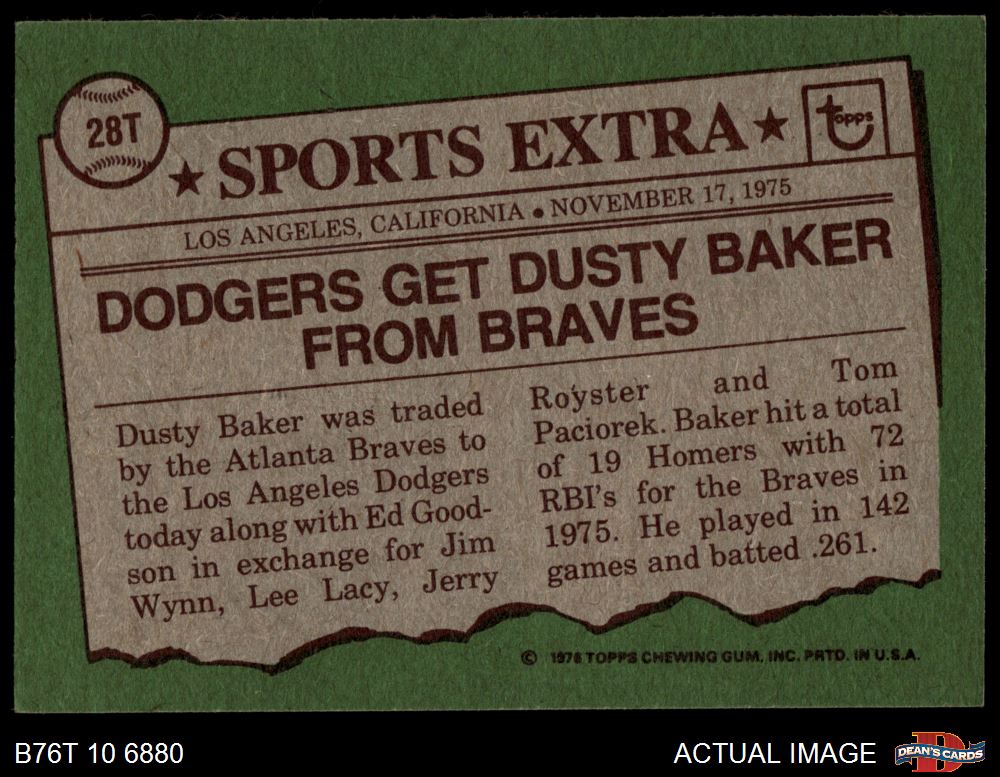 28T
★ SPORTS EXTRA ★
topps
LOS ANGELES, CALIFORNIA • NOVEMBER 17, 1975
DODGERS GET DUSTY BAKER
FROM BRAVES
Dusty Baker was traded
by the Atlanta Braves to
the Los Angeles Dodgers
today along with Ed Good-
son in exchange for Jim
Wynn, Lee Lacy, Jerry
Royster and Tom
Paciorek. Baker hit a total
of 19 Homers with 72
RBI's for the Braves in
1975. He played in 142
games and batted .261.
© 1976 TOPPS CHEWING GUM, INC. PRTD. IN U.S.A.
B76T 10 6880
ACTUAL IMAGE
D
DEAN'S CARDS